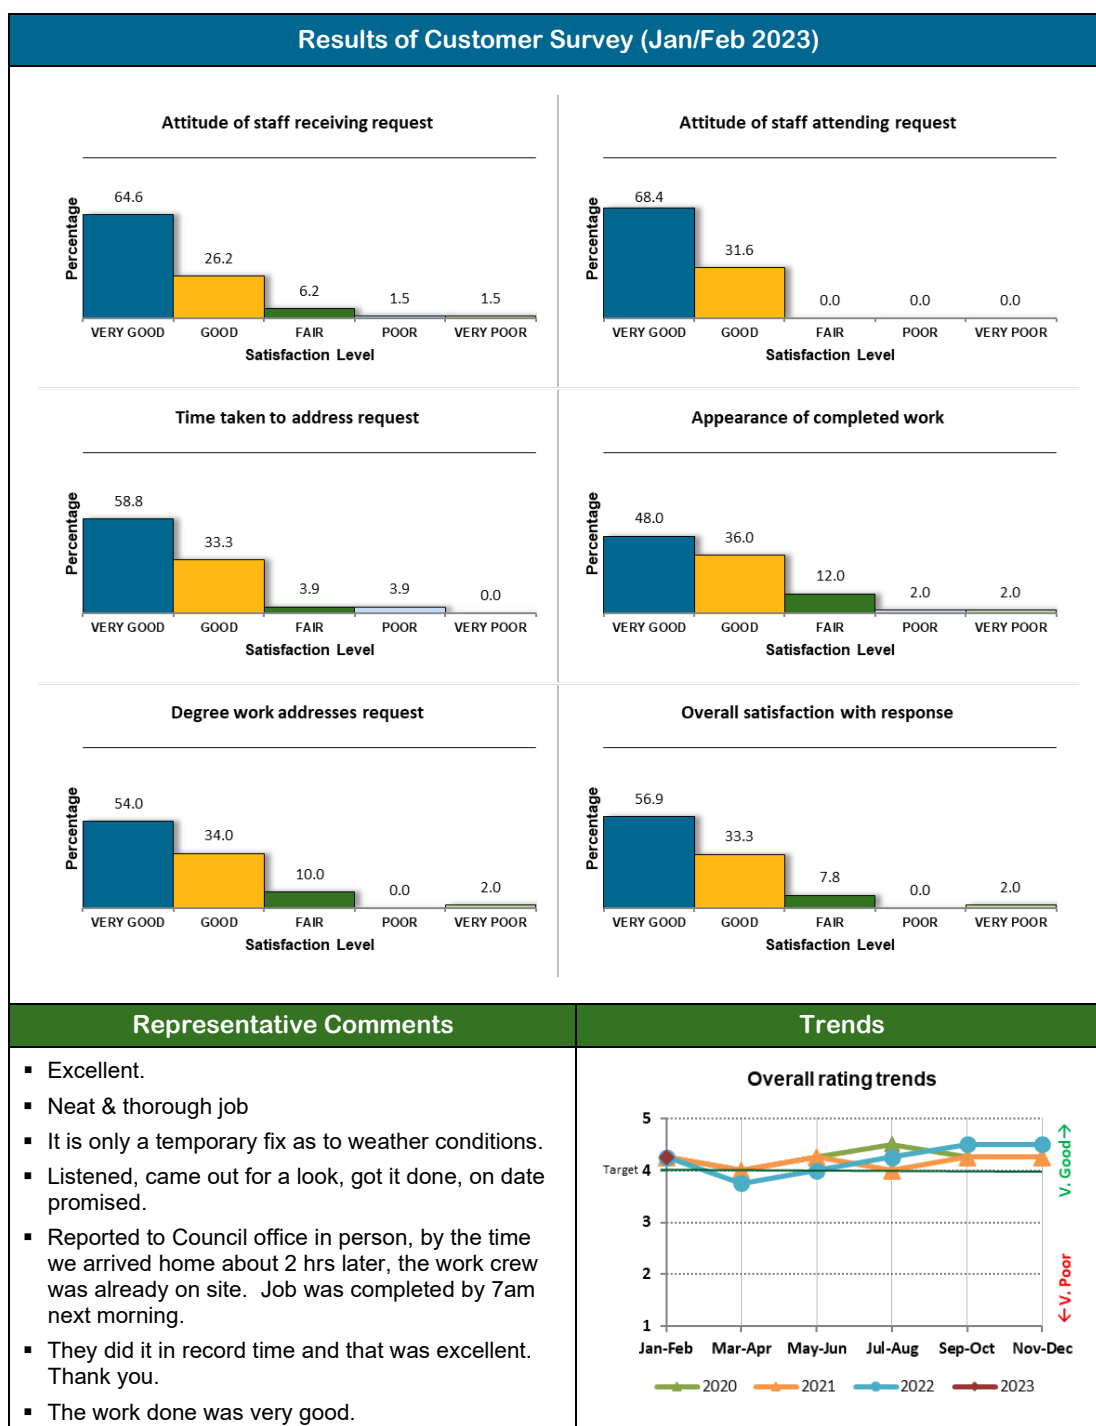 Results of Customer Survey (Jan/Feb 2023)
Attitude of staff receiving request
Percentage
64.6
26.2
6.2
1.5
1.5
VERY GOOD GOOD FAIR POOR VERY POOR
Satisfaction Level
Attitude of staff attending request
Percentage
68.4
31.6
0.0
0.0
0.0
VERY GOOD GOOD FAIR POOR VERY POOR
Satisfaction Level
Time taken to address request
Percentage
58.8
33.3
3.9
3.9
0.0
VERY GOOD GOOD FAIR POOR VERY POOR
Satisfaction Level
Appearance of completed work
Percentage
48.0
36.0
12.0
2.0
2.0
VERY GOOD GOOD FAIR POOR VERY POOR
Satisfaction Level
Degree work addresses request
Percentage
54.0
34.0
10.0
0.0
2.0
VERY GOOD GOOD FAIR POOR VERY POOR
Satisfaction Level
Overall satisfaction with response
Percentage
56.9
33.3
7.8
0.0
2.0
VERY GOOD GOOD FAIR POOR VERY POOR
Satisfaction Level
Representative Comments
▪ Excellent.
▪ Neat & thorough job
▪ It is only a temporary fix as to weather conditions.
▪ Listened, came out for a look, got it done, on date
promised.
▪ Reported to Council office in person, by the time
we arrived home about 2 hrs later, the work crew
was already on site.  Job was completed by 7am
next morning.
▪ They did it in record time and that was excellent.
Thank you.
▪ The work done was very good.
Trends
Overall rating trends
5
Target 4
3
2
1
V. Good→
←V. Poor
Jan-Feb Mar-Apr May-Jun Jul-Aug Sep-Oct Nov-Dec
2020 2021 2022 2023